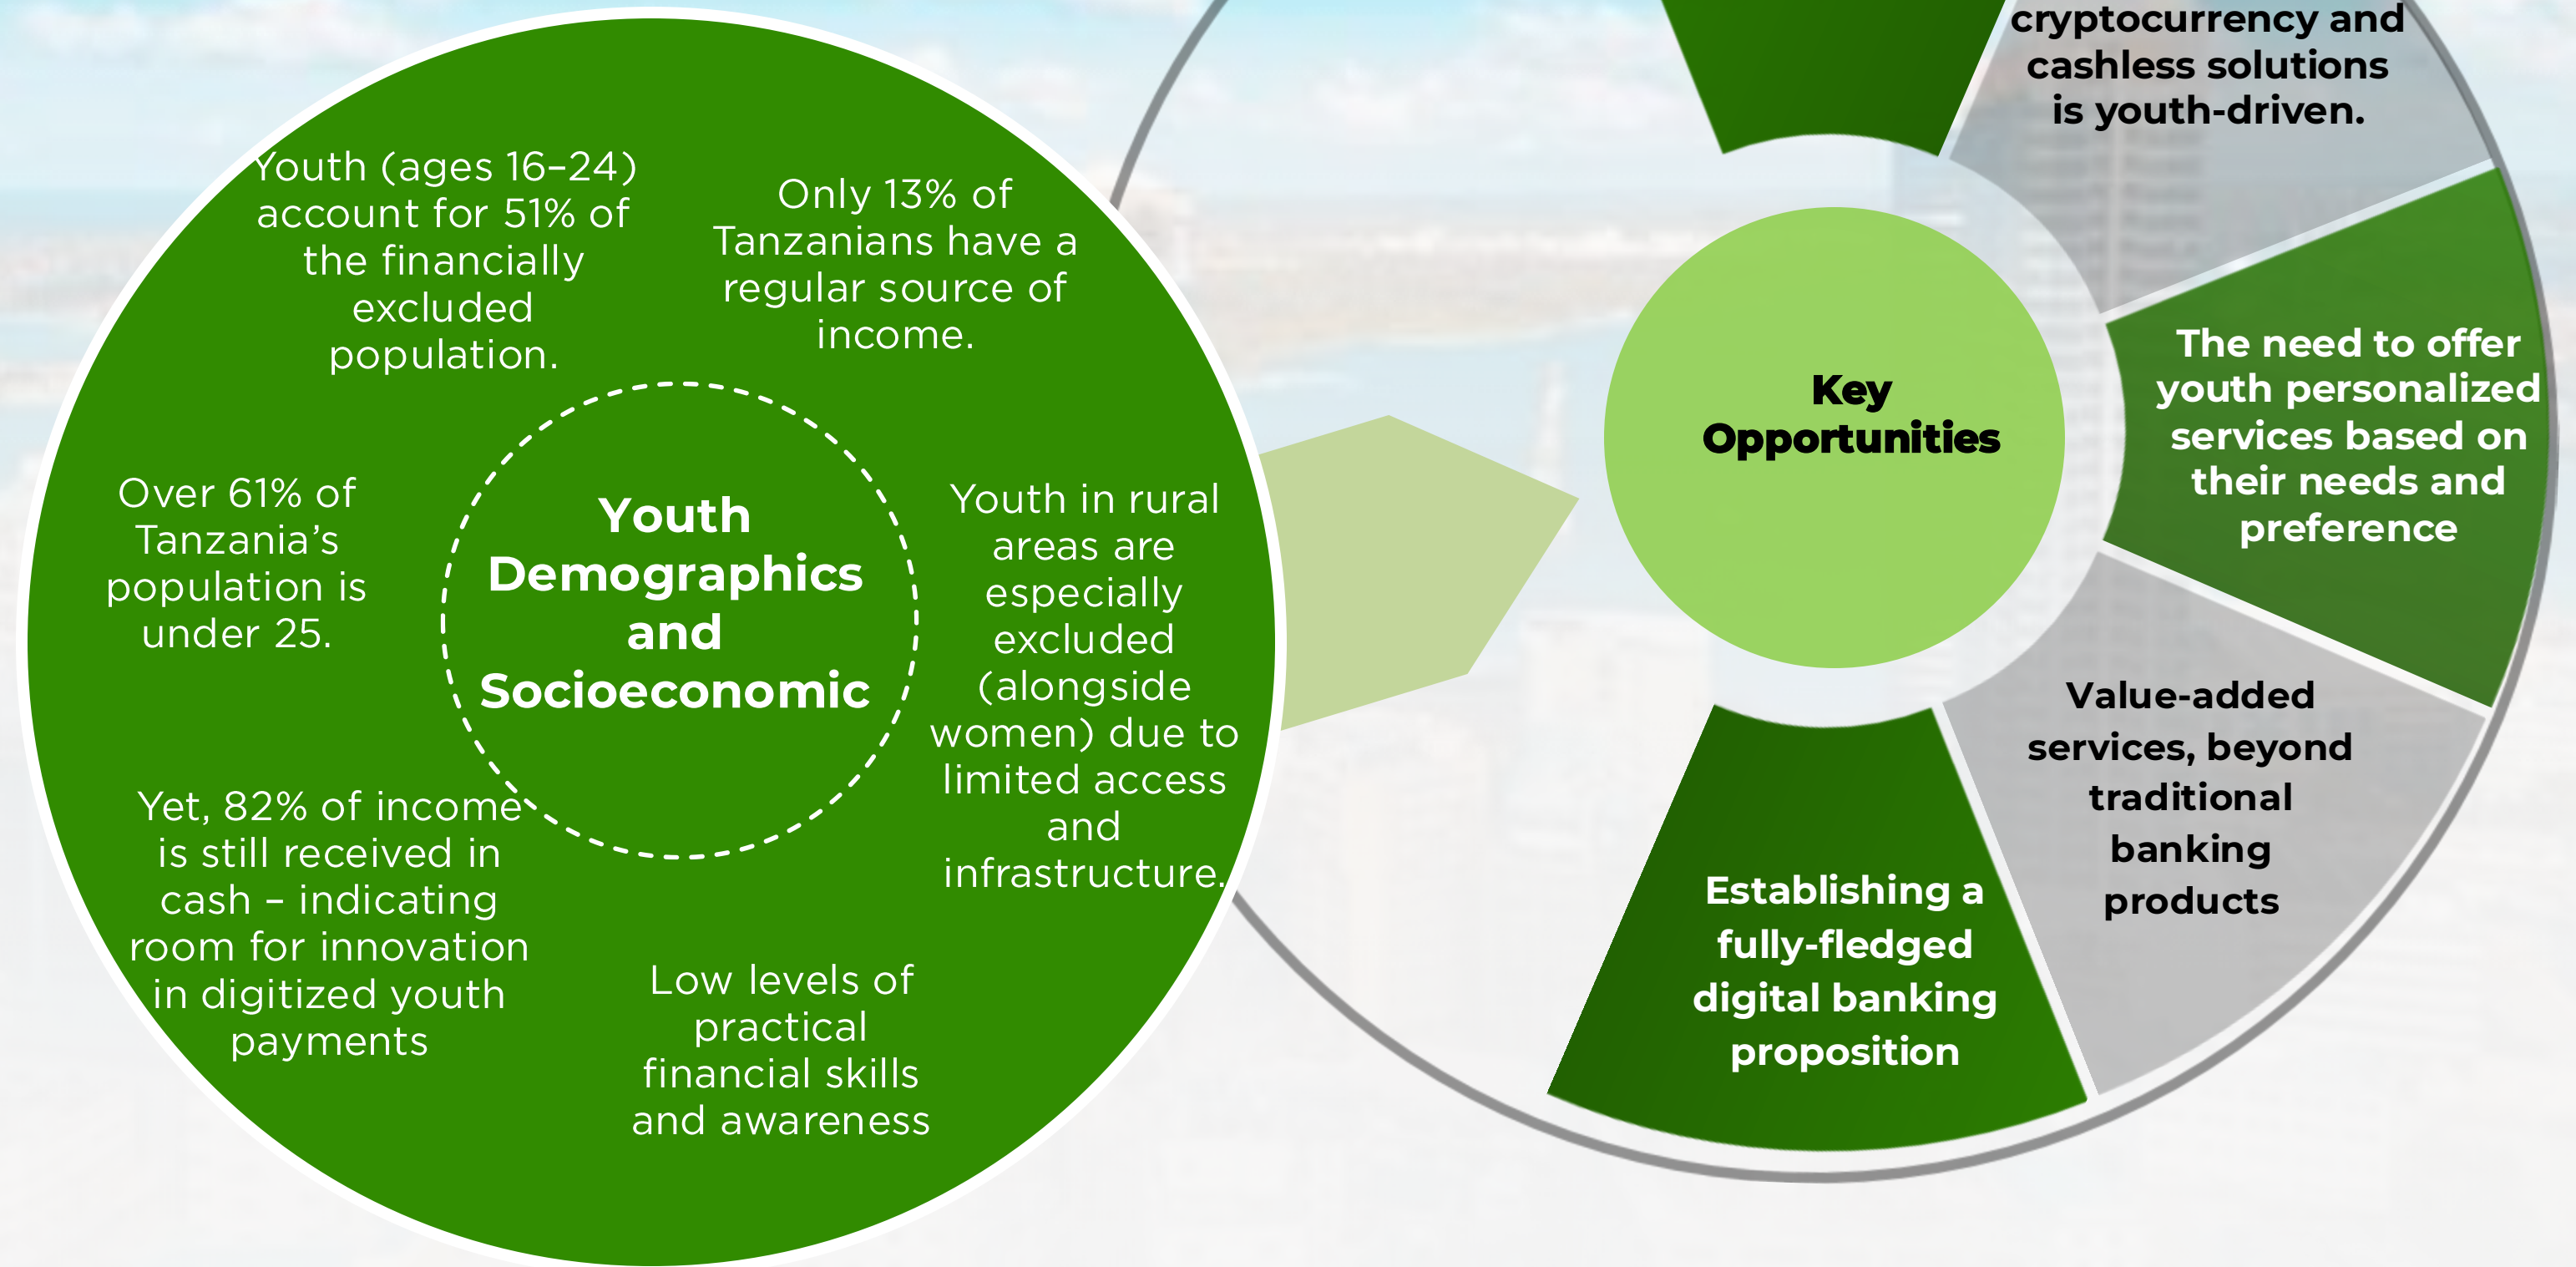 Youth (ages 16–24)
account for 51% of
the financially
excluded
population.
Only 13% of
Tanzanians have a
regular source of
income.
Over 61% of
Tanzania’s
population is
under 25.
Youth
Demographics
and
Socioeconomic
Youth in rural
areas are
especially
excluded
(alongside
women) due to
limited access
and
infrastructure.
Yet, 82% of income
is still received in
cash – indicating
room for innovation
in digitized youth
payments
Low levels of
practical
financial skills
and awareness
Key
Opportunities
cryptocurrency and
cashless solutions
is youth-driven.
The need to offer
youth personalized
services based on
their needs and
preference
Value-added
services, beyond
traditional
banking
products
Establishing a
fully-fledged
digital banking
proposition